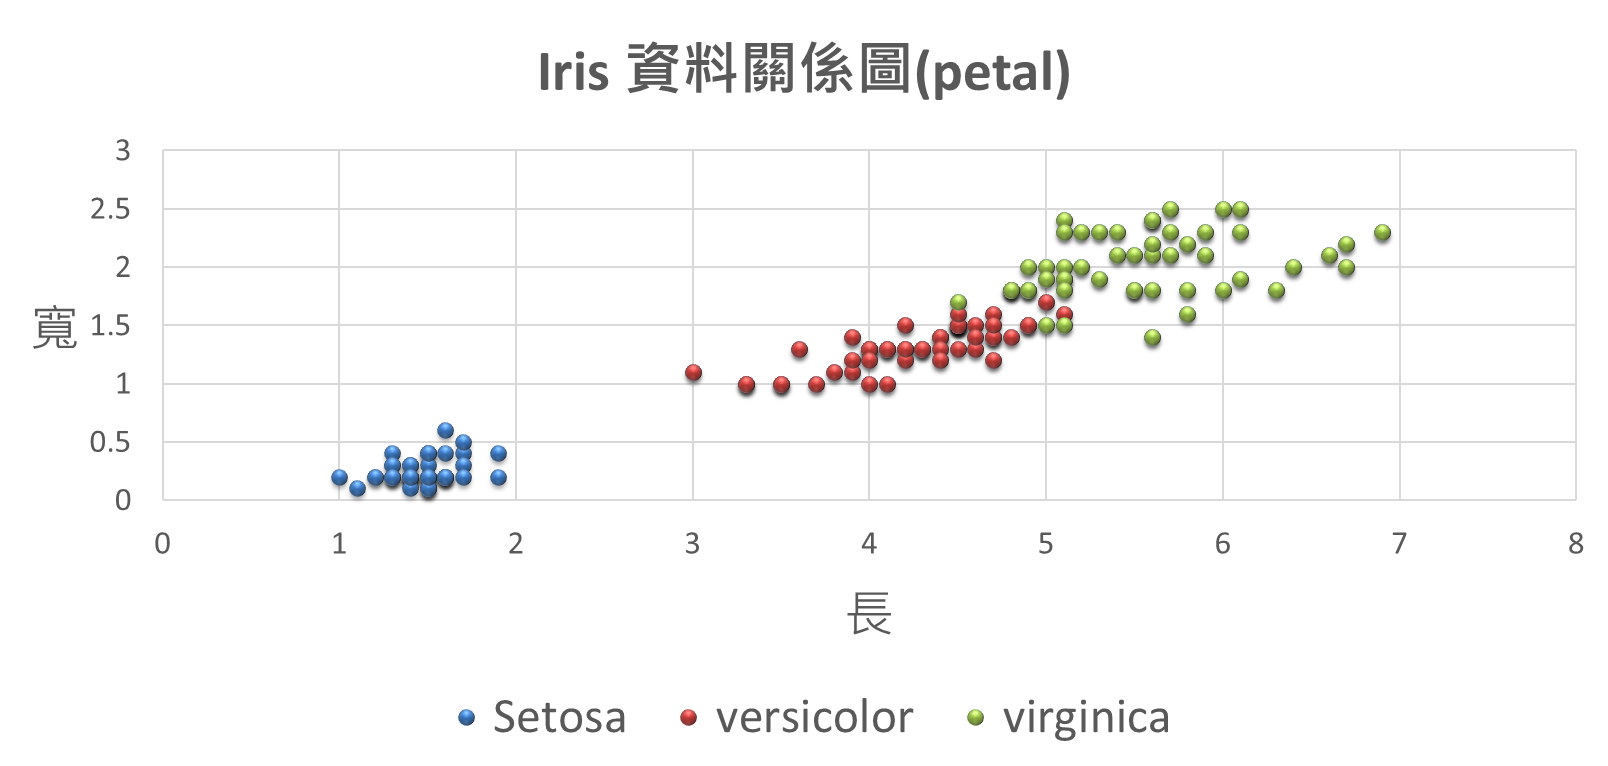 Iris 資料關係圖(petal)
3
2.5
2
1.5
1
0.5
0
寬
0 1 2 3 4 5 6 7 8
長
Setosa versicolor virginica